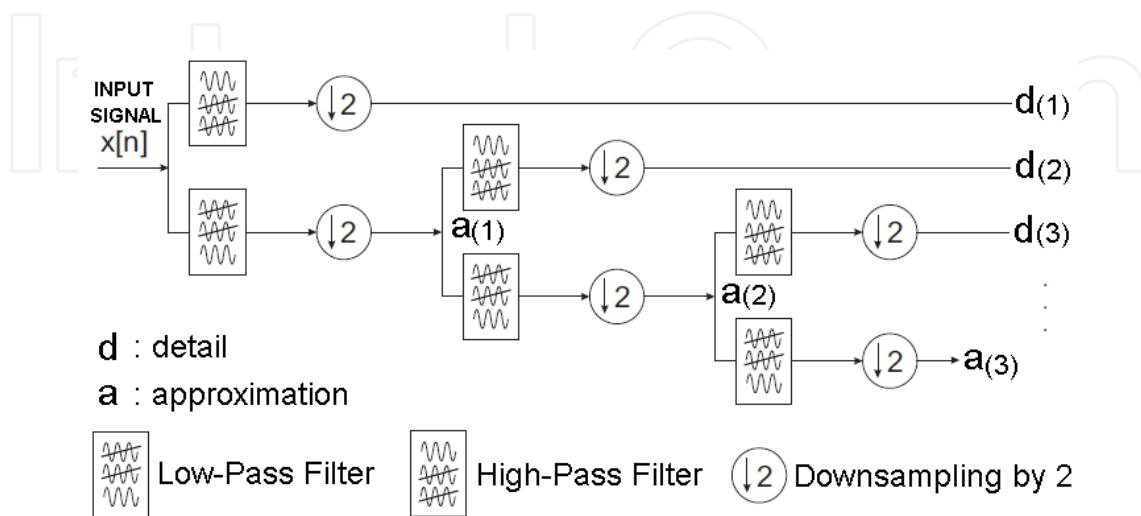 INPUT
SIGNAL
x[n]
↓2
d(1)
↓2
d(2)
↓2
a(1)
↓2
d(3)
↓2
a(2)
↓2
a(3)
d : detail
a : approximation
Low-Pass Filter
High-Pass Filter
↓2 Downsampling by 2